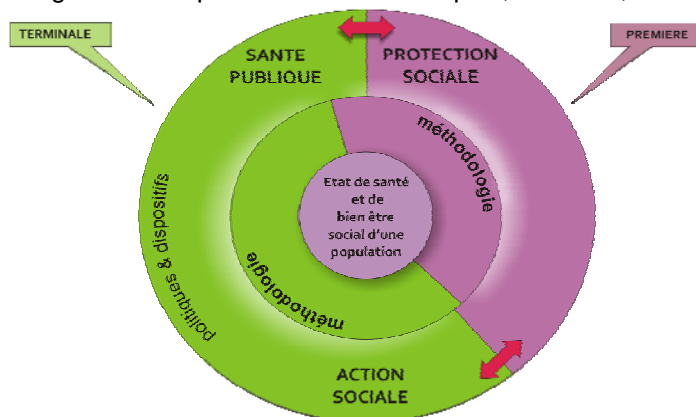 TERMINALE
PREMIERE
SANTE
PUBLIQUE
PROTECTION
SOCIALE
méthodologie
Etat de santé
et de
bien être
social d'une
population
politiques & dispositifs
méthodologie
ACTION
SOCIALE